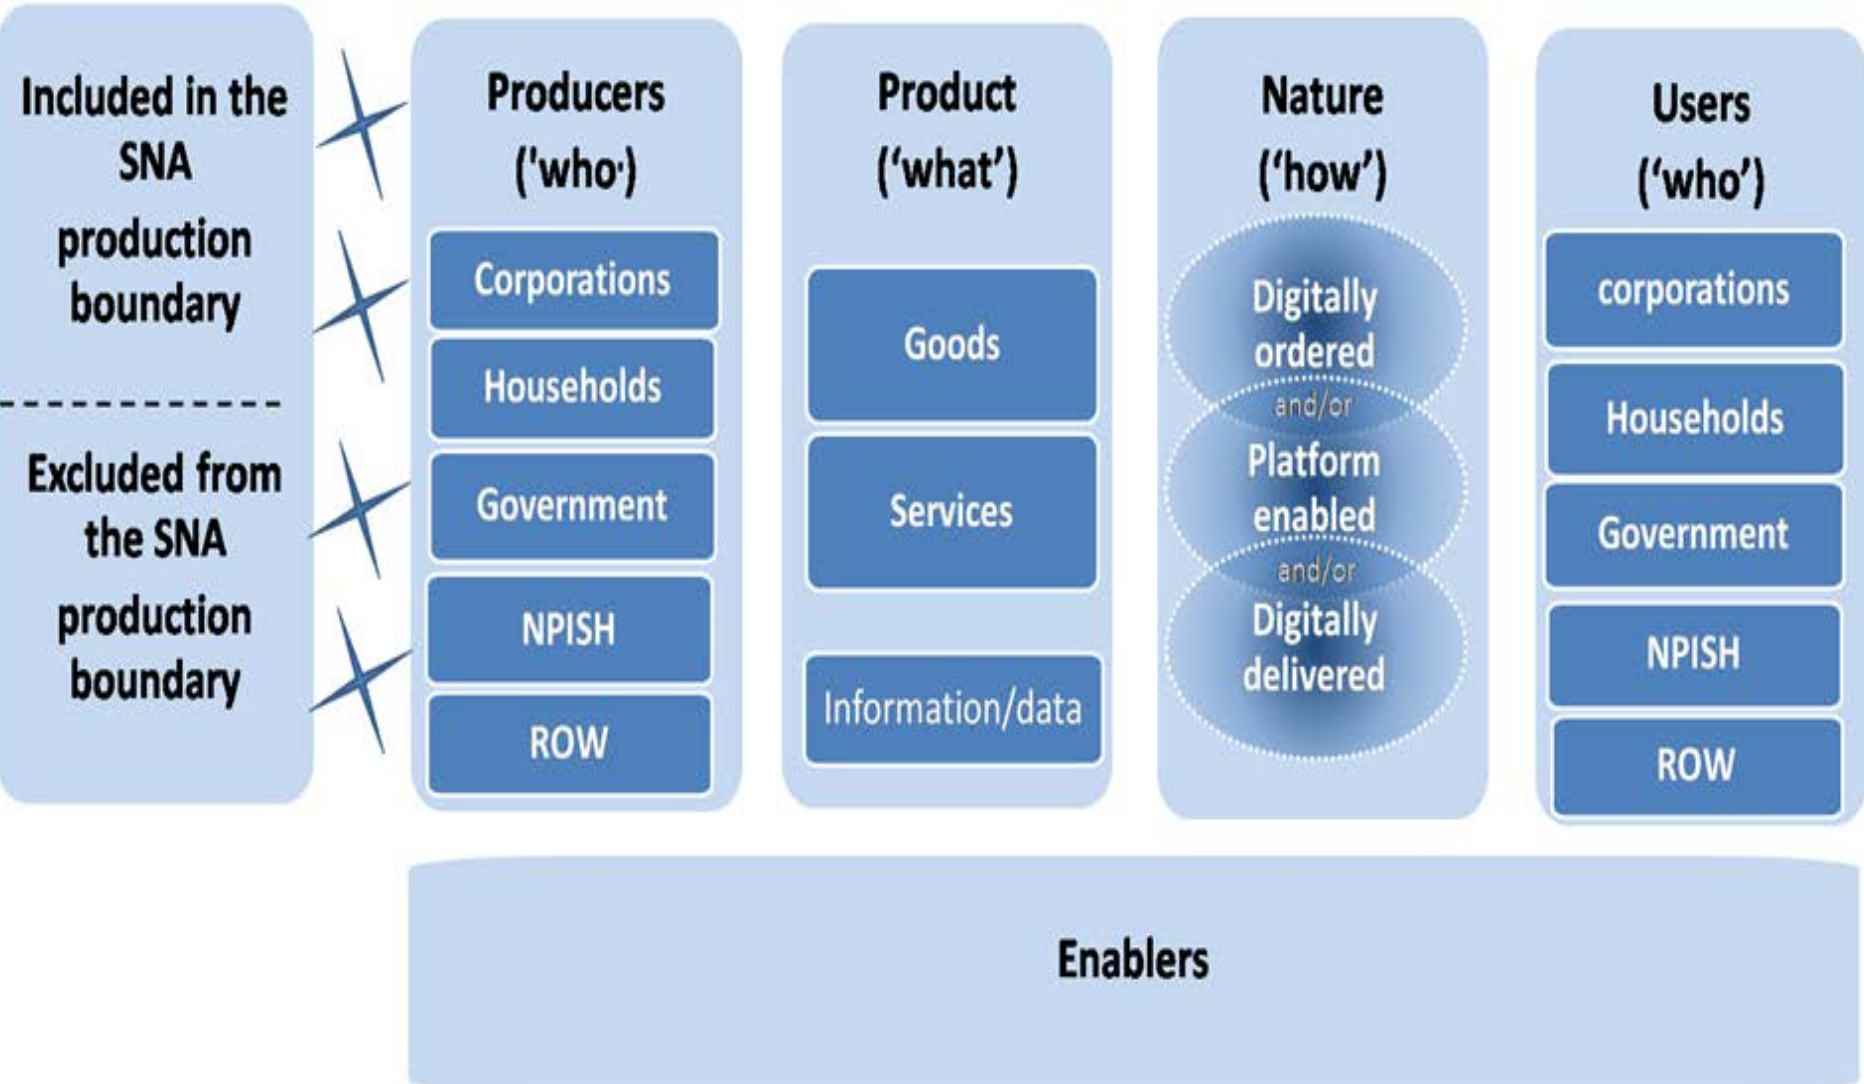 Included in the
SNA
production
boundary
Excluded from
the SNA
production
boundary
Producers
('who')
Corporations
Households
Government
NPISH
ROW
Product
(‘what’)
Goods
Services
Information/data
Nature
(‘how’)
Digitally
ordered
and/or
Platform
enabled
and/or
Digitally
delivered
Users
(‘who’)
corporations
Households
Government
NPISH
ROW
Enablers